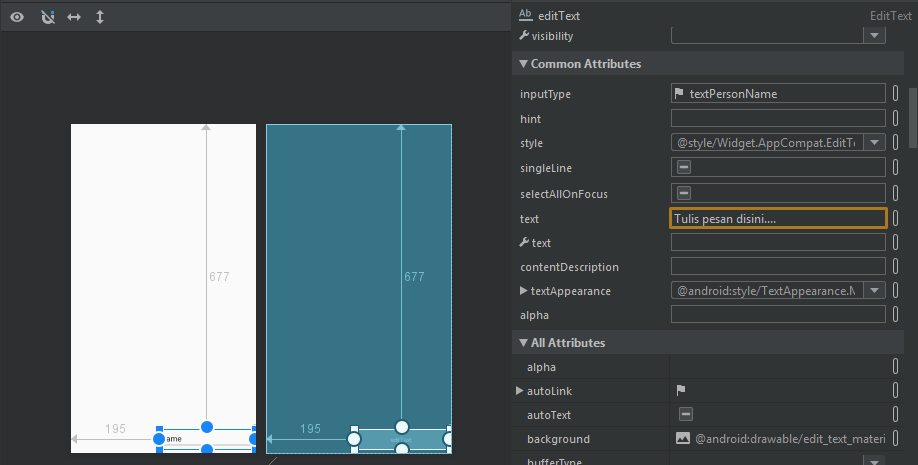 Ab editText EditText
visibility
Common Attributes
inputType textPersonName
hint
style @style/Widget.AppCompat.EditTe
singleLine
selectAllOnFocus
text Tulis pesan disini....
text
contentDescription
textAppearance @android:style/TextAppearance.M
alpha
All Attributes
alpha
autoLink
autoText
background @android:drawable/edit_text_materi
bufferType
677
677
195
195
ame